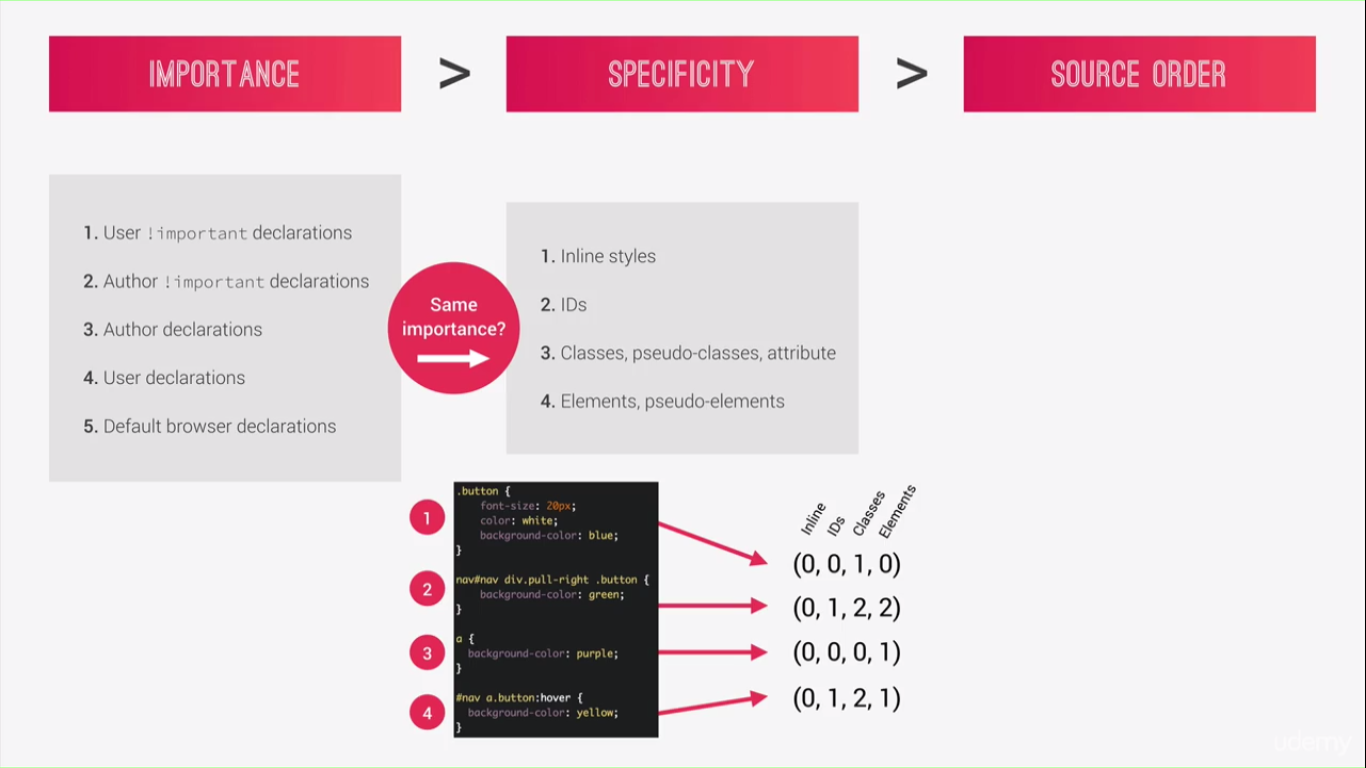 IMPORTANCE
>
SPECIFICITY
>
SOURCE ORDER
1. User !important declarations
2. Author !important declarations
3. Author declarations
4. User declarations
5. Default browser declarations
Same
importance?
1. Inline styles
2. IDs
3. Classes, pseudo-classes, attribute
4. Elements, pseudo-elements
1
.button {
font-size: 20px;
color: white;
background-color: blue;
}
2
nav#nav div.pull-right .button {
background-color: green;
}
3
a {
background-color: purple;
}
4
#nav a.button:hover {
background-color: yellow;
}
Inline
IDs
Classes
Elements
(0, 0, 1, 0)
(0, 1, 2, 2)
(0, 0, 0, 1)
(0, 1, 2, 1)
udemy